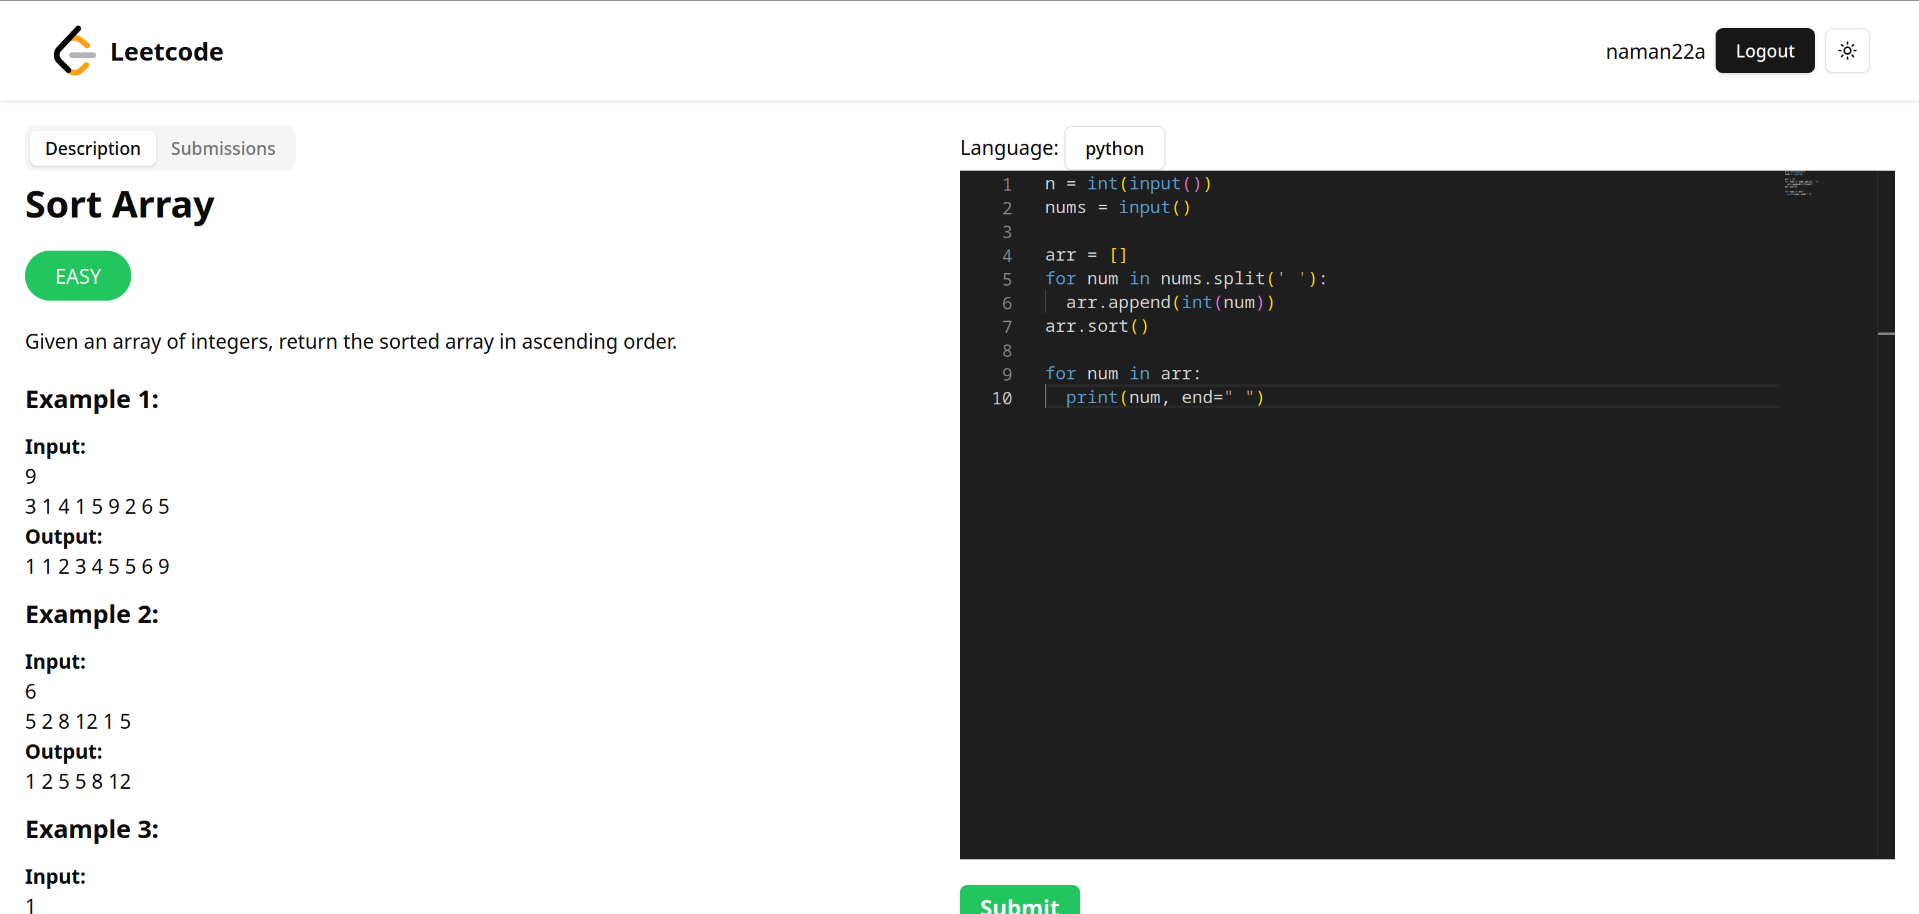 Leetcode
naman22a
Logout
Description
Submissions
Sort Array
EASY
Given an array of integers, return the sorted array in ascending order.
Example 1:
Input:
9
3 1 4 1 5 9 2 6 5
Output:
1 1 2 3 4 5 5 6 9
Example 2:
Input:
6
5 2 8 12 1 5
Output:
1 2 5 5 8 12
Example 3:
Input:
1
Language: python
1 n = int(input())
2 nums = input()
3
4 arr = []
5 for num in nums.split(' '):
6   arr.append(int(num))
7 arr.sort()
8
9 for num in arr:
10   print(num, end=" ")
Submit